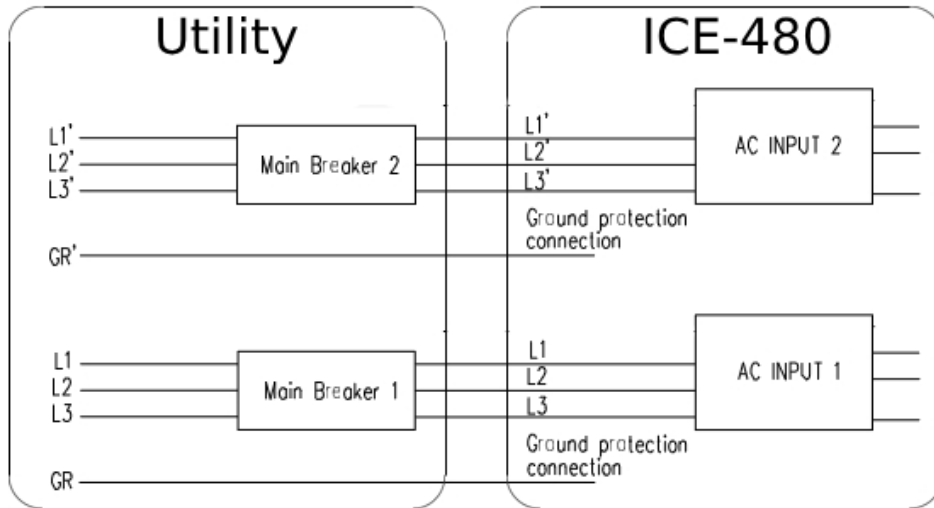 Utility
ICE-480
L1'
L2'
L3'
Main Breaker 2
L1'
L2'
L3'
AC INPUT 2
Ground protection
connection
GR'
L1
L2
L3
Main Breaker 1
L1
L2
L3
AC INPUT 1
Ground protection
connection
GR